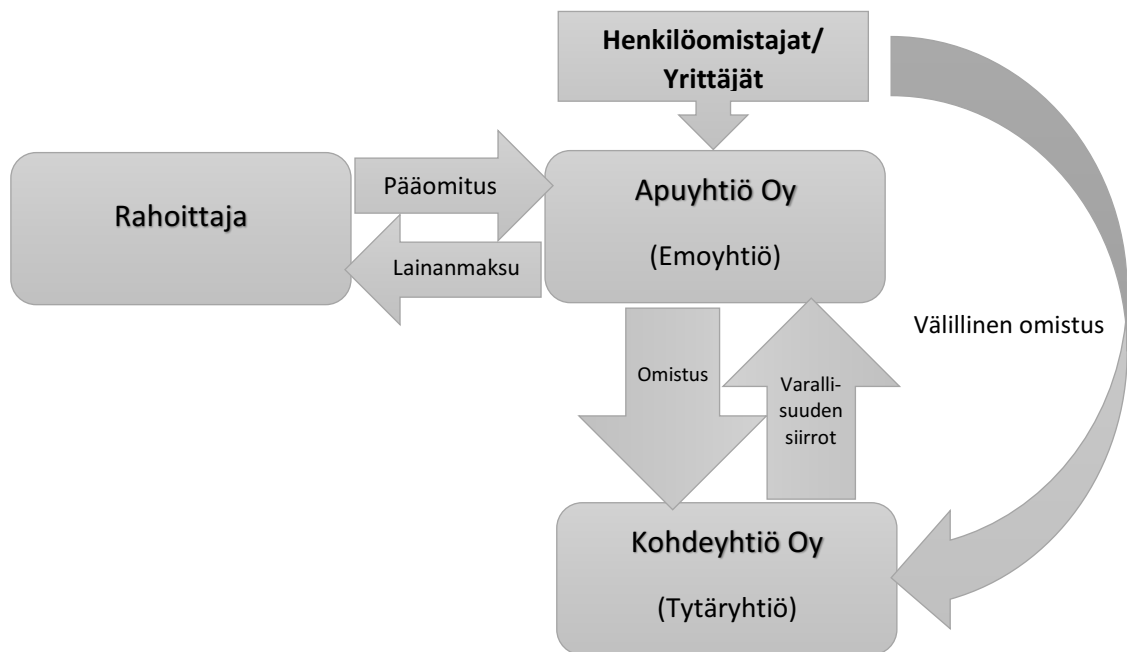 Henkilöomistajat/
Yrittäjät
Rahoittaja
Pääomitus
Lainanmaksu
Apuyhtiö Oy
(Emoyhtiö)
Omistus
Varalli-
suuden
siirrot
Välillinen omistus
Kohdeyhtiö Oy
(Tytäryhtiö)